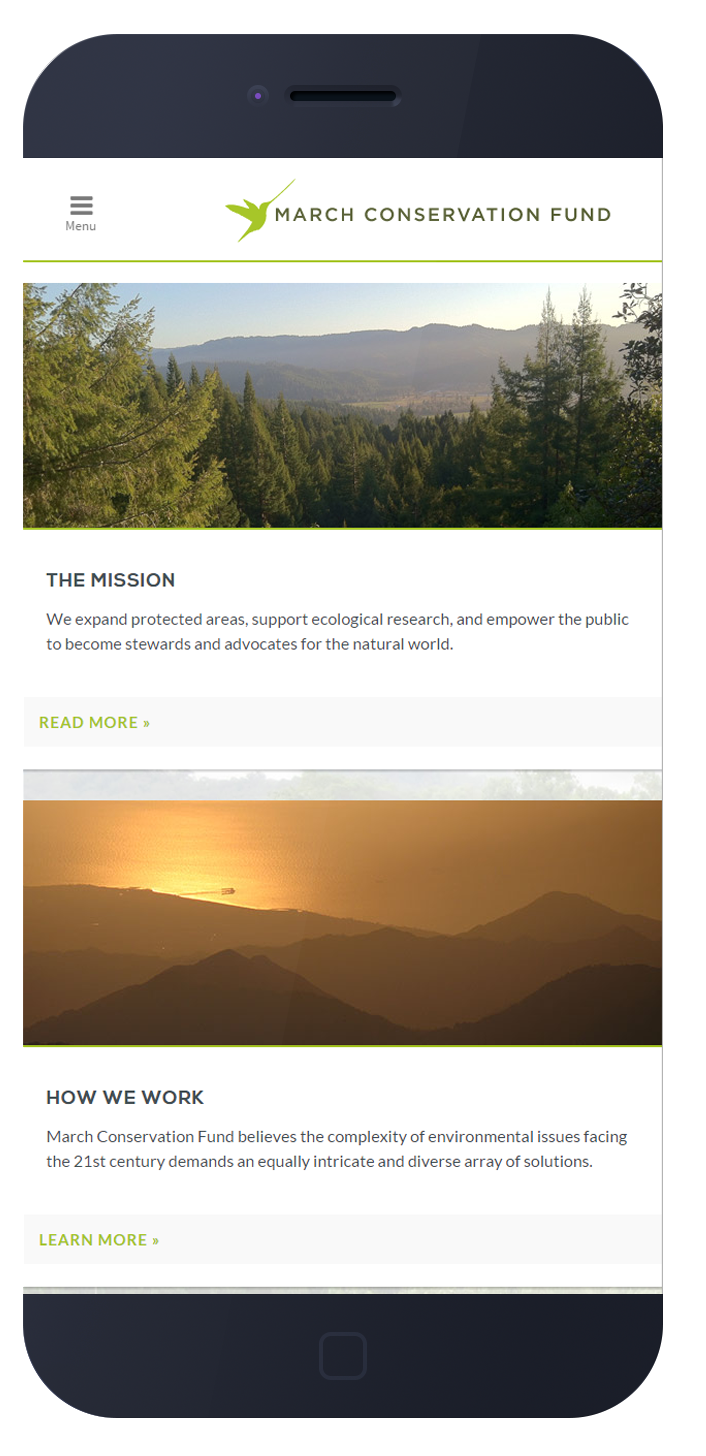 Menu
MARCH CONSERVATION FUND
THE MISSION
We expand protected areas, support ecological research, and empower the public
to become stewards and advocates for the natural world.
READ MORE »
HOW WE WORK
March Conservation Fund believes the complexity of environmental issues facing
the 21st century demands an equally intricate and diverse array of solutions.
LEARN MORE »